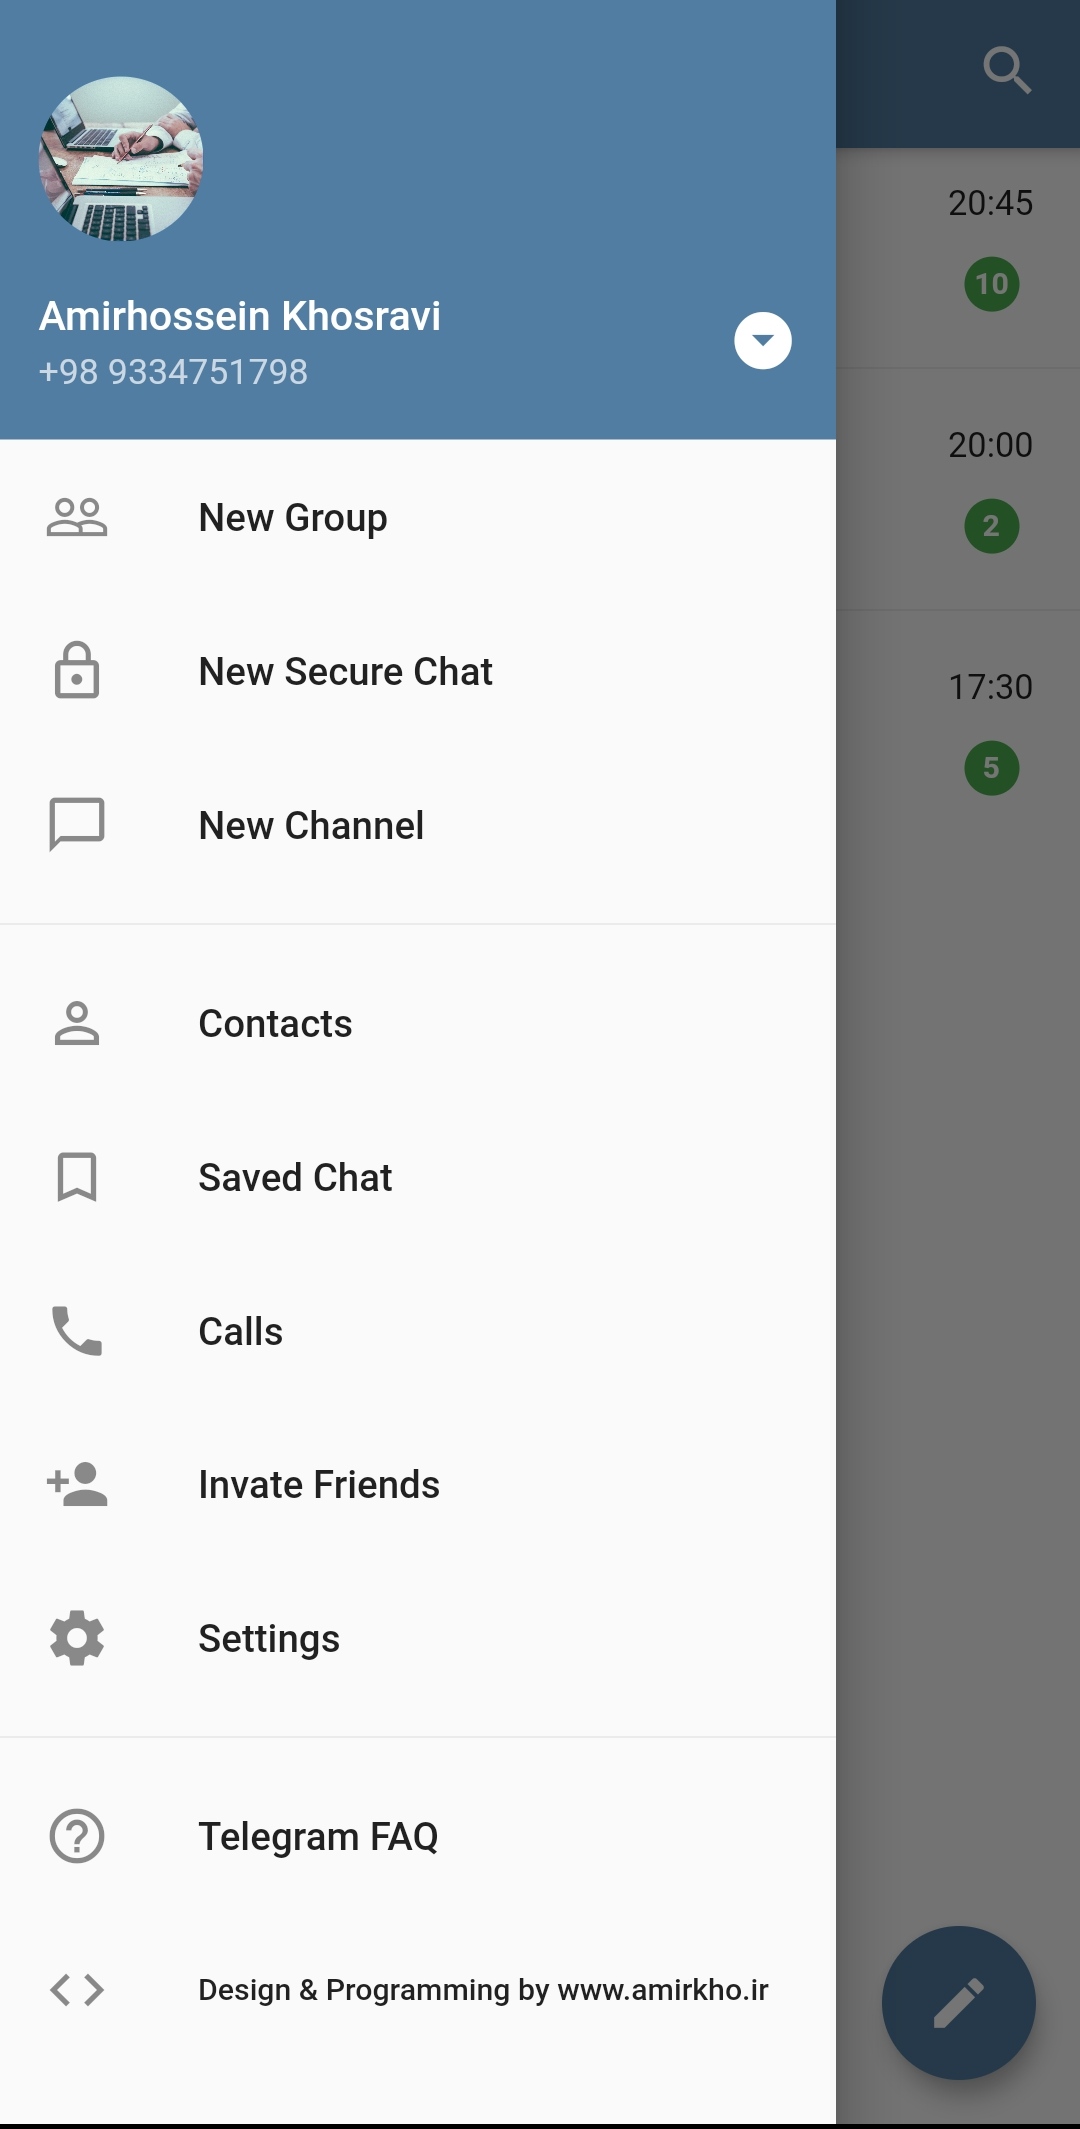 Amirhossein Khosravi
+98 9334751798
New Group
New Secure Chat
New Channel
Contacts
Saved Chat
Calls
Invate Friends
Settings
Telegram FAQ
Design & Programming by www.amirkho.ir
20:45
10
20:00
2
17:30
5